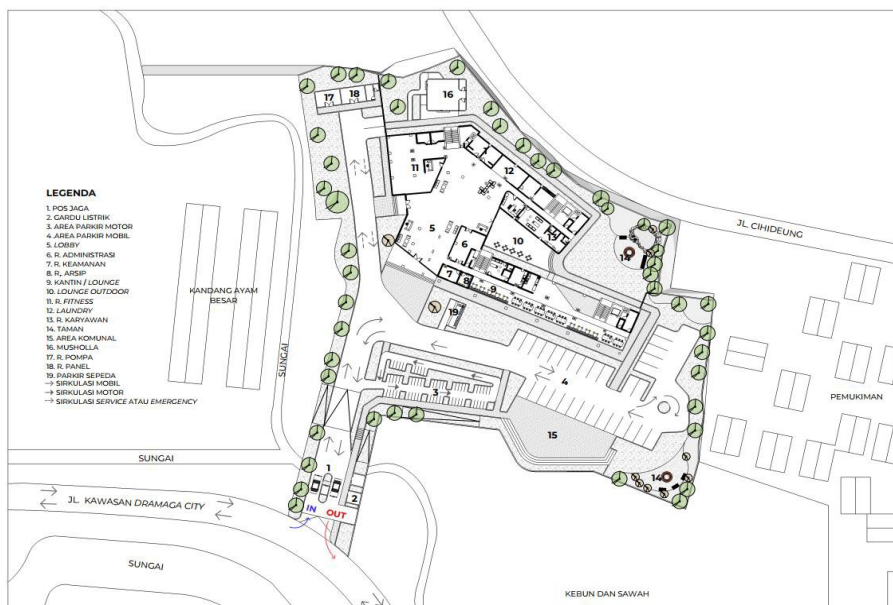 17
18
16
11
12
JL. CIHIDEUNG
LEGENDA
1. POS JAGA
2. GARDU LISTRIK
3. AREA PARKIR MOTOR
4. AREA PARKIR MOBIL
5. LOBBY
6. R. ADMINISTRASI
7. R. KEAMANAN
8. R, ARSIP
9. KANTIN / LOUNGE
10. LOUNGE OUTDOOR
11. R. FITNESS
12. LAUNDRY
13. R. KARYAWAN
14. TAMAN
15. AREA KOMUNAL
16. MUSHOLLA
17. R. POMPA
18. R. PANEL
19. PARKIR SEPEDA
SIRKULASI MOBIL
SIRKULASI MOTOR
SIRKULASI SERVICE ATAU EMERGENCY
KANDANG AYAM
BESAR
SUNGAI
5
6
10
13
14
7
8
9
19
3
4
15
14
PEMUKIMAN
SUNGAI
1
2
JL. KAWASAN DRAMAGA CITY
IN
OUT
SUNGAI
KEBUN DAN SAWAH